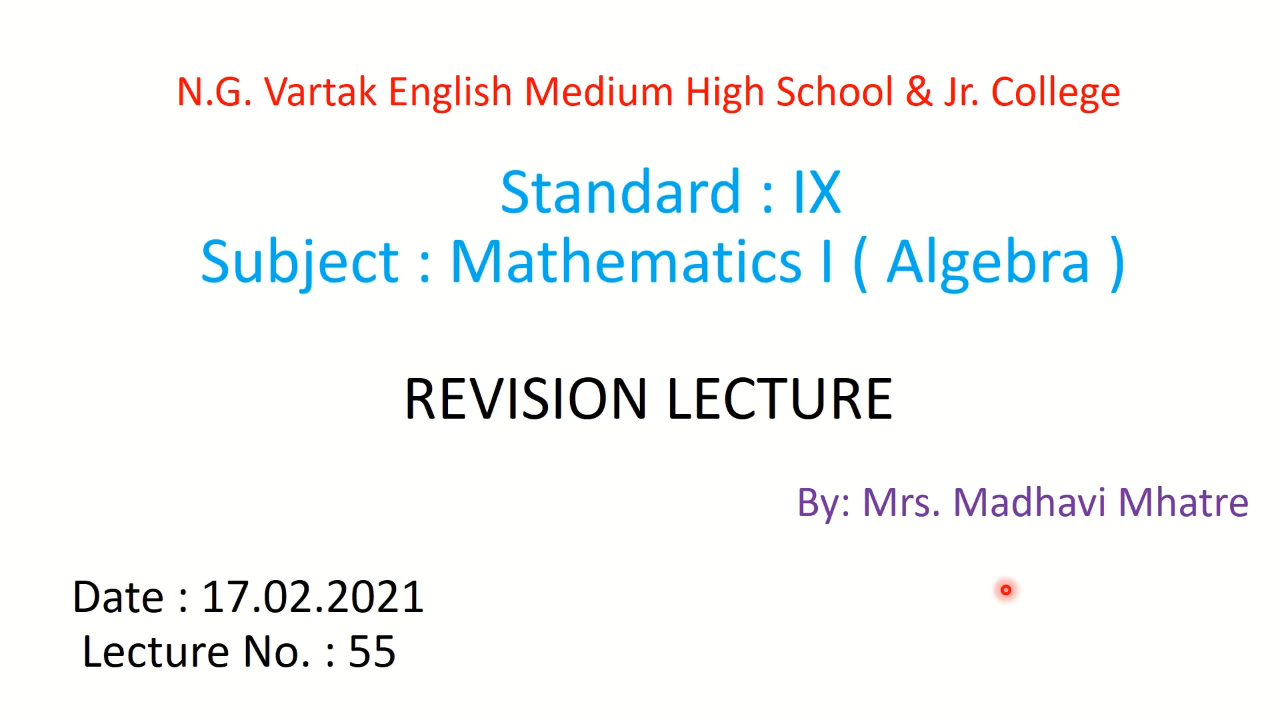 N.G. Vartak English Medium High School & Jr. College
Standard : IX
Subject : Mathematics I ( Algebra )
REVISION LECTURE
By: Mrs. Madhavi Mhatre
Date : 17.02.2021
Lecture No. : 55